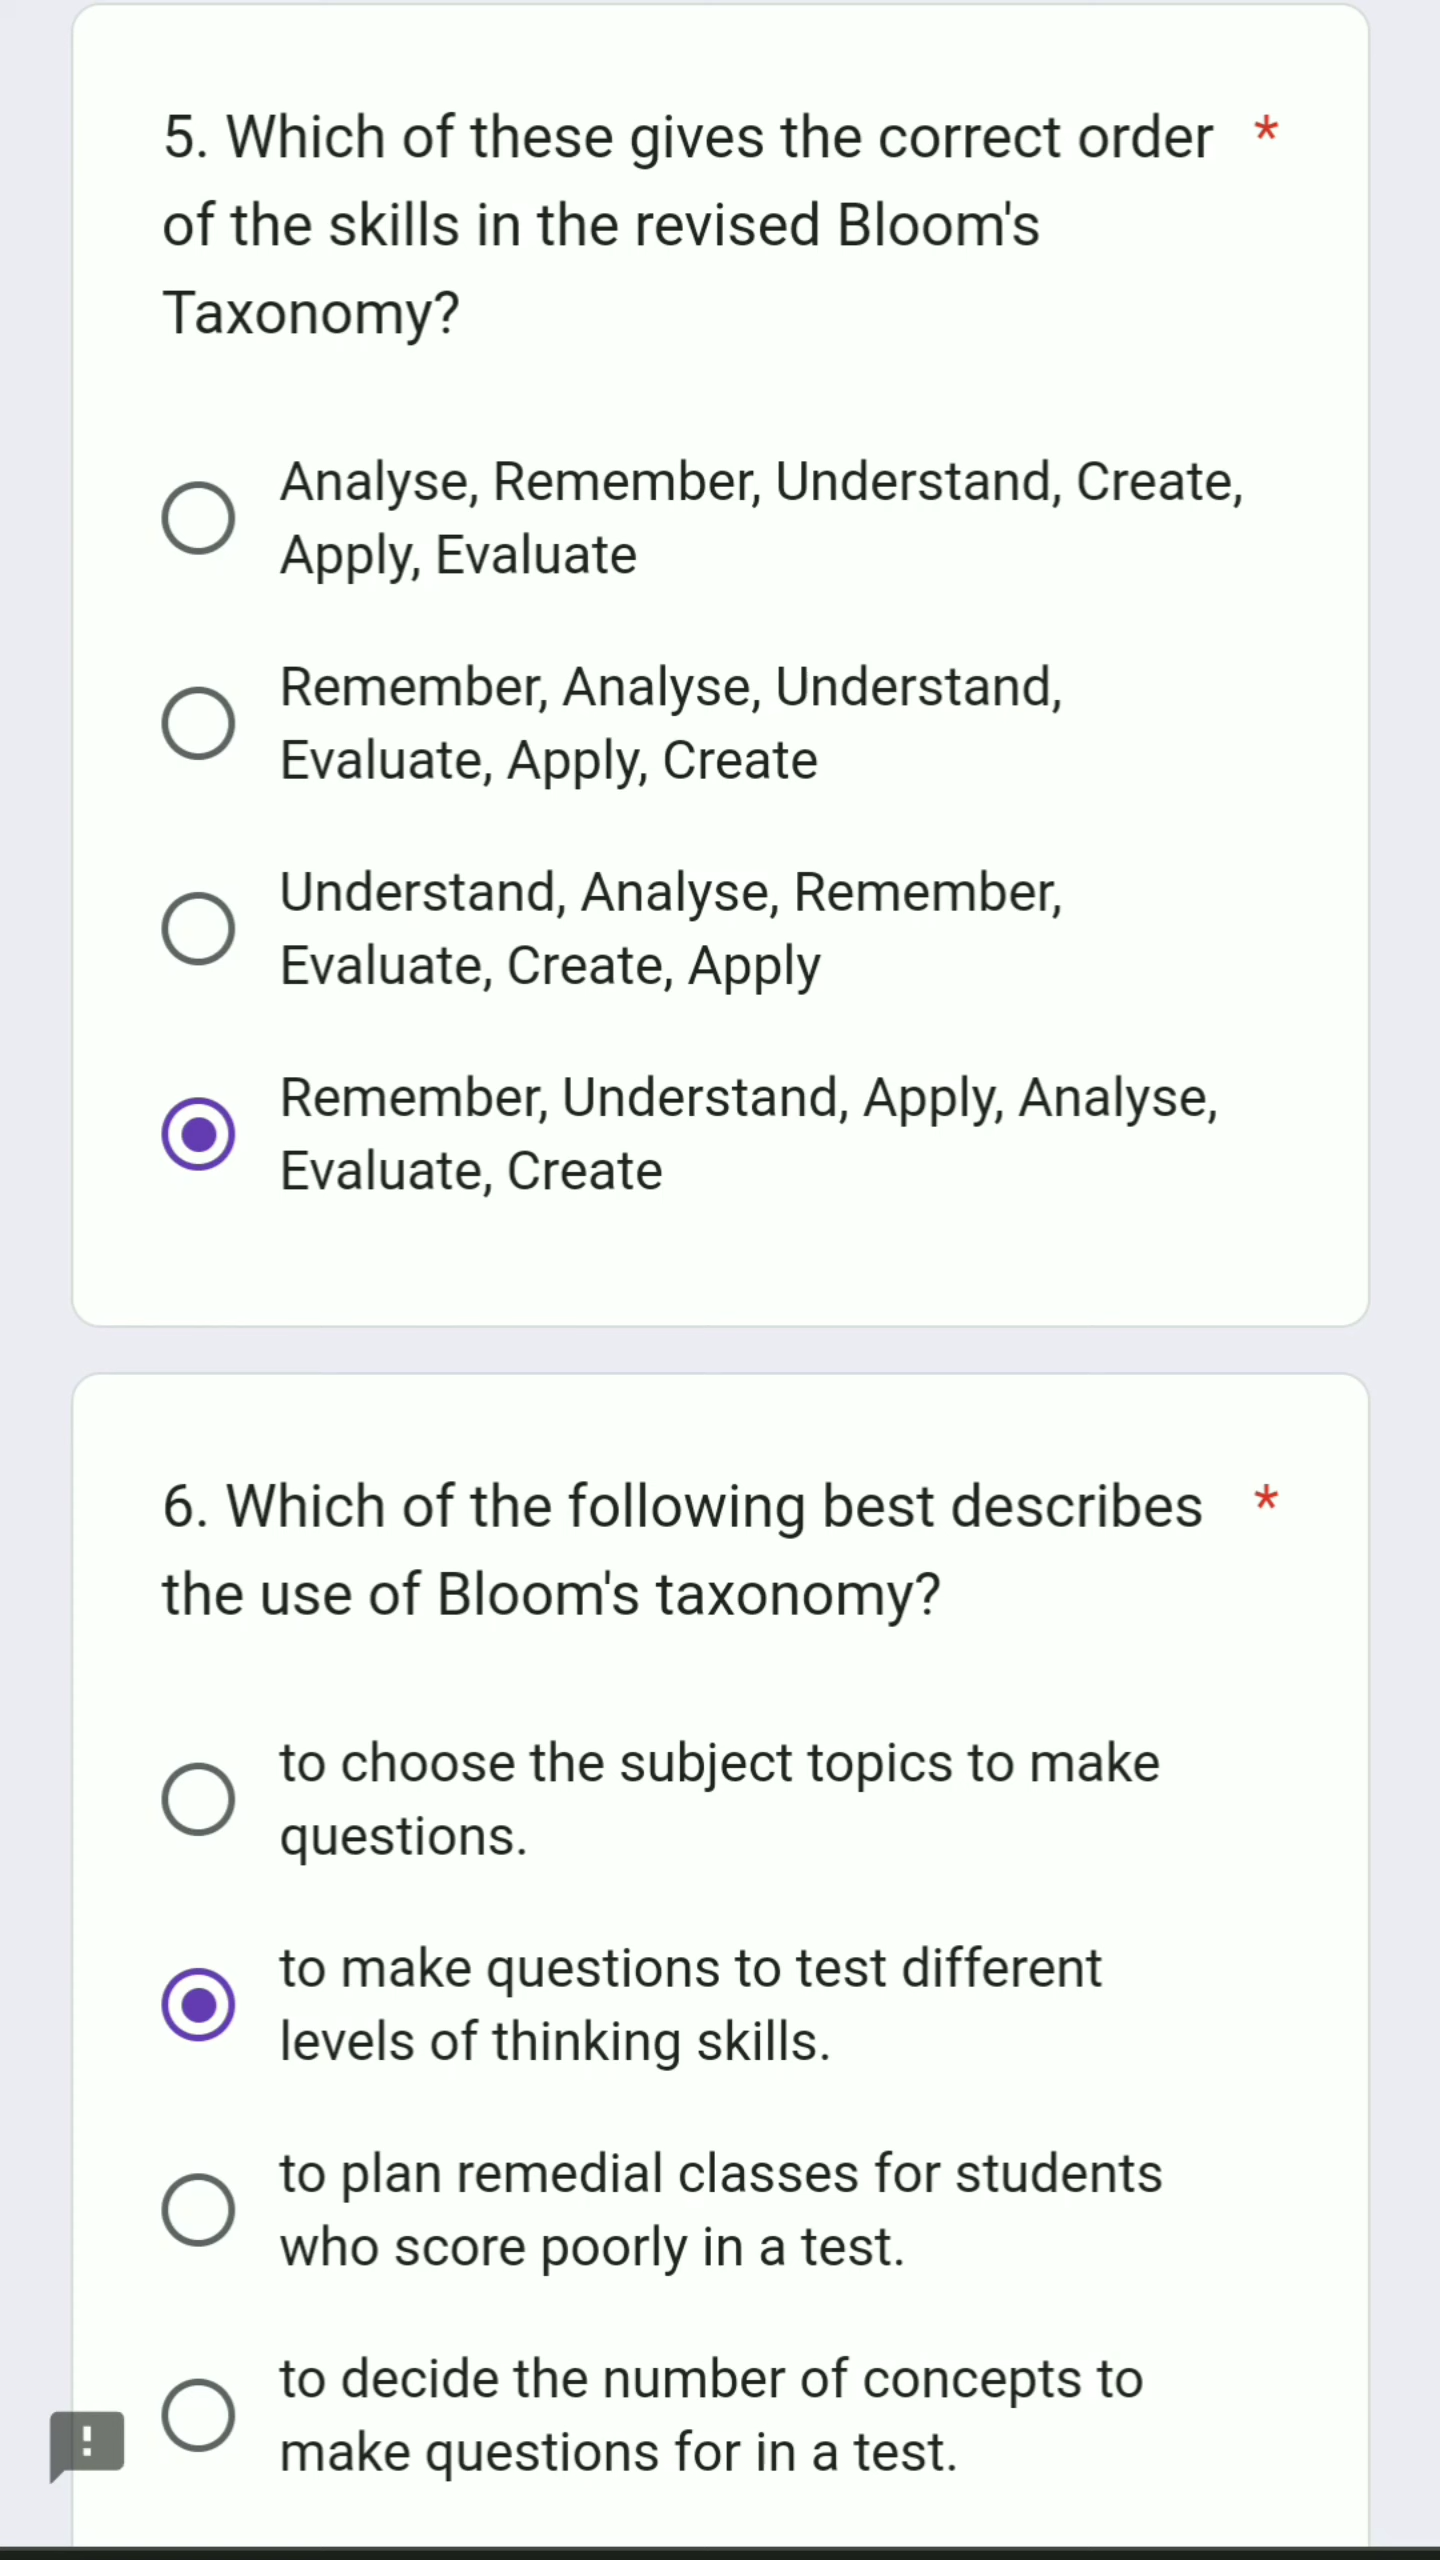 5. Which of these gives the correct order *
of the skills in the revised Bloom's
Taxonomy?
Analyse, Remember, Understand, Create,
Apply, Evaluate
Remember, Analyse, Understand,
Evaluate, Apply, Create
Understand, Analyse, Remember,
Evaluate, Create, Apply
Remember, Understand, Apply, Analyse,
Evaluate, Create
6. Which of the following best describes *
the use of Bloom's taxonomy?
to choose the subject topics to make
questions.
to make questions to test different
levels of thinking skills.
to plan remedial classes for students
who score poorly in a test.
to decide the number of concepts to
make questions for in a test.